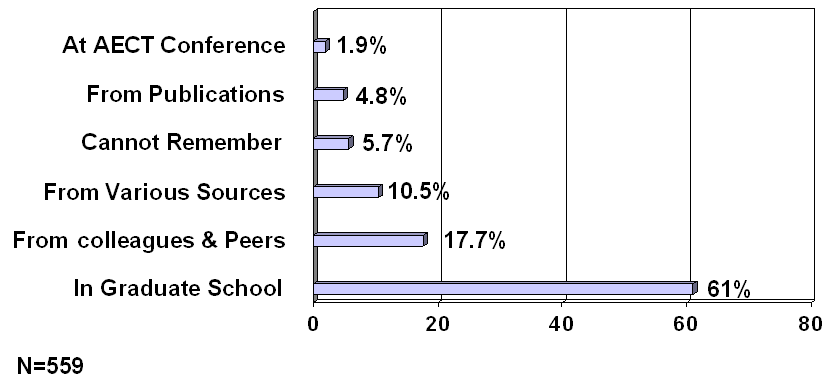 At AECT Conference 1.9%
From Publications 4.8%
Cannot Remember 5.7%
From Various Sources 10.5%
From colleagues & Peers 17.7%
In Graduate School 61%
0 20 40 60 80
N=559